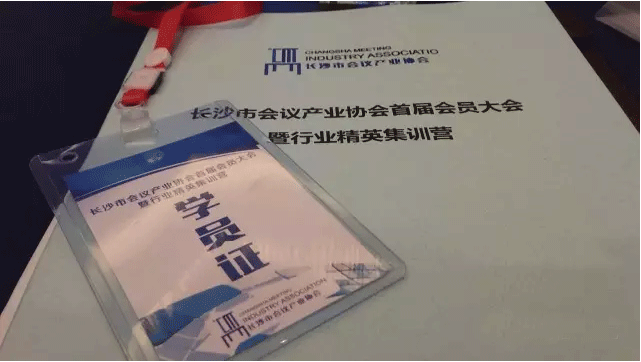 CHANGSHA MEETING
INDUSTRY ASSOCIATIO
长沙市会议产业协会
长沙市会议产业协会首届会员大会
暨行业精英集训营
长沙市会议产业协会首届会员大会
暨行业精英集训营
学员证
CHANGSHA MEETING
INDUSTRY ASSOCIATION
长沙市会议产业协会